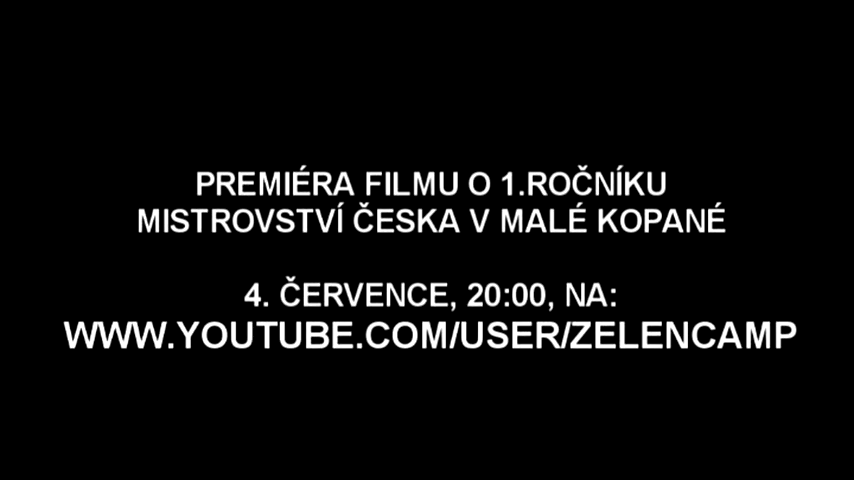 PREMIÉRA FILMU O 1.ROČNÍKU
MISTROVSTVÍ ČESKA V MALÉ KOPANÉ
4. ČERVENCE, 20:00, NA:
WWW.YOUTUBE.COM/USER/ZELENCAMP